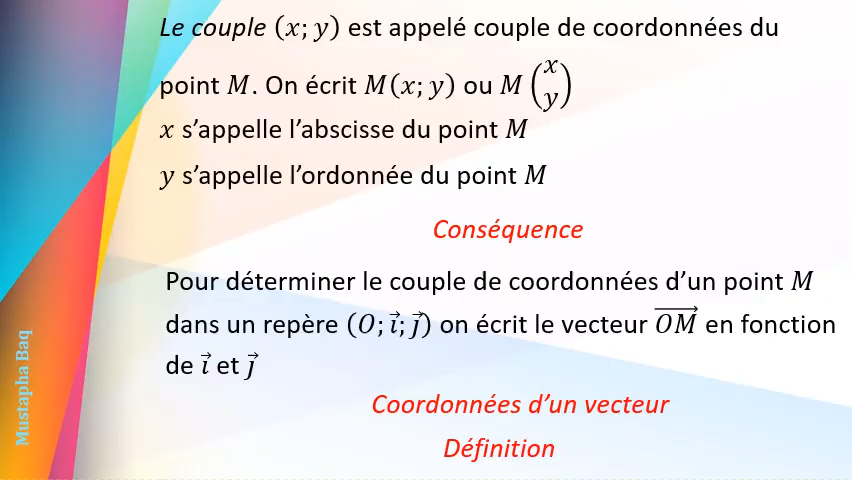 Le couple (x; y) est appelé couple de coordonnées du
point M. On écrit M(x; y) ou M(x y)
x s’appelle l’abscisse du point M
y s’appelle l’ordonnée du point M
Conséquence
Pour déterminer le couple de coordonnées d’un point M
dans un repère (O; i⃗; j⃗) on écrit le vecteur OM⃗ en fonction
de i⃗ et j⃗
Coordonnées d’un vecteur
Définition
Mustapha Baq